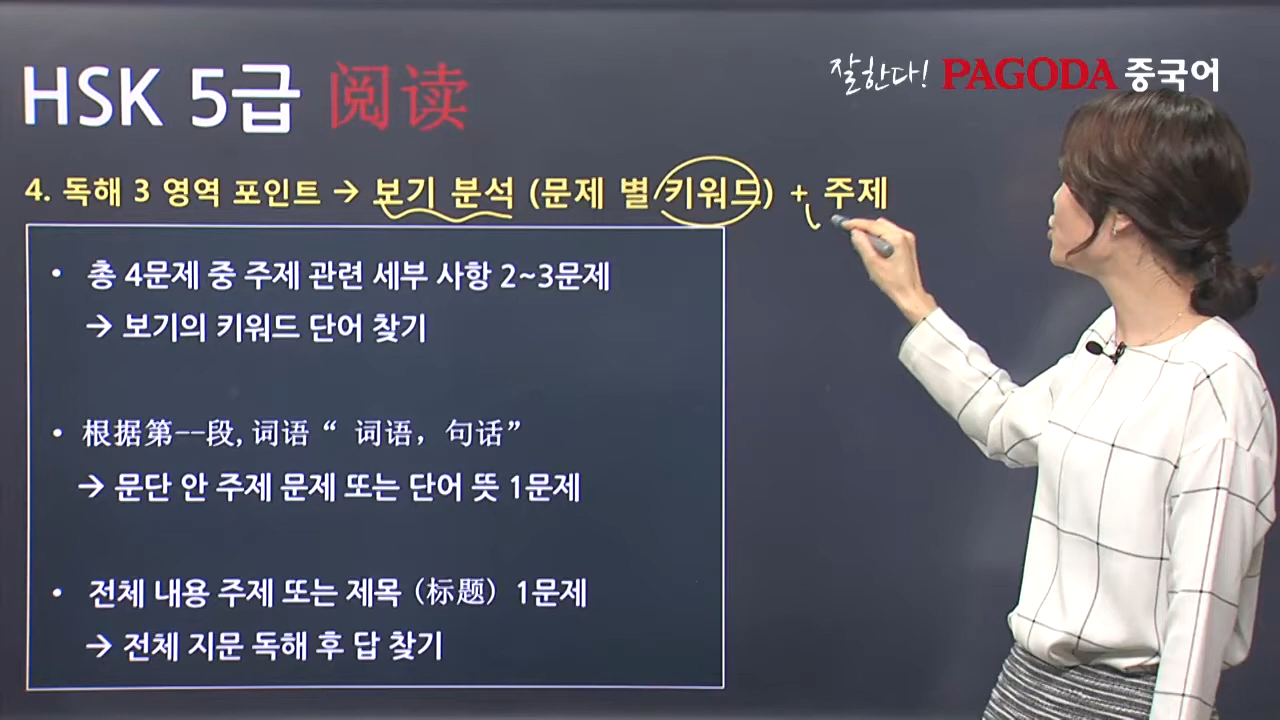 잘한다! PAGODA 중국어
HSK 5급 阅读
4. 독해 3 영역 포인트 → 보기 분석 (문제 별 키워드) + 주제
• 총 4문제 중 주제 관련 세부 사항 2~3문제
→ 보기의 키워드 단어 찾기
• 根据第一一段, 词语 “ 词语，句话”
→ 문단 안 주제 문제 또는 단어 뜻 1문제
• 전체 내용 주제 또는 제목 (标题) 1문제
→ 전체 지문 독해 후 답 찾기